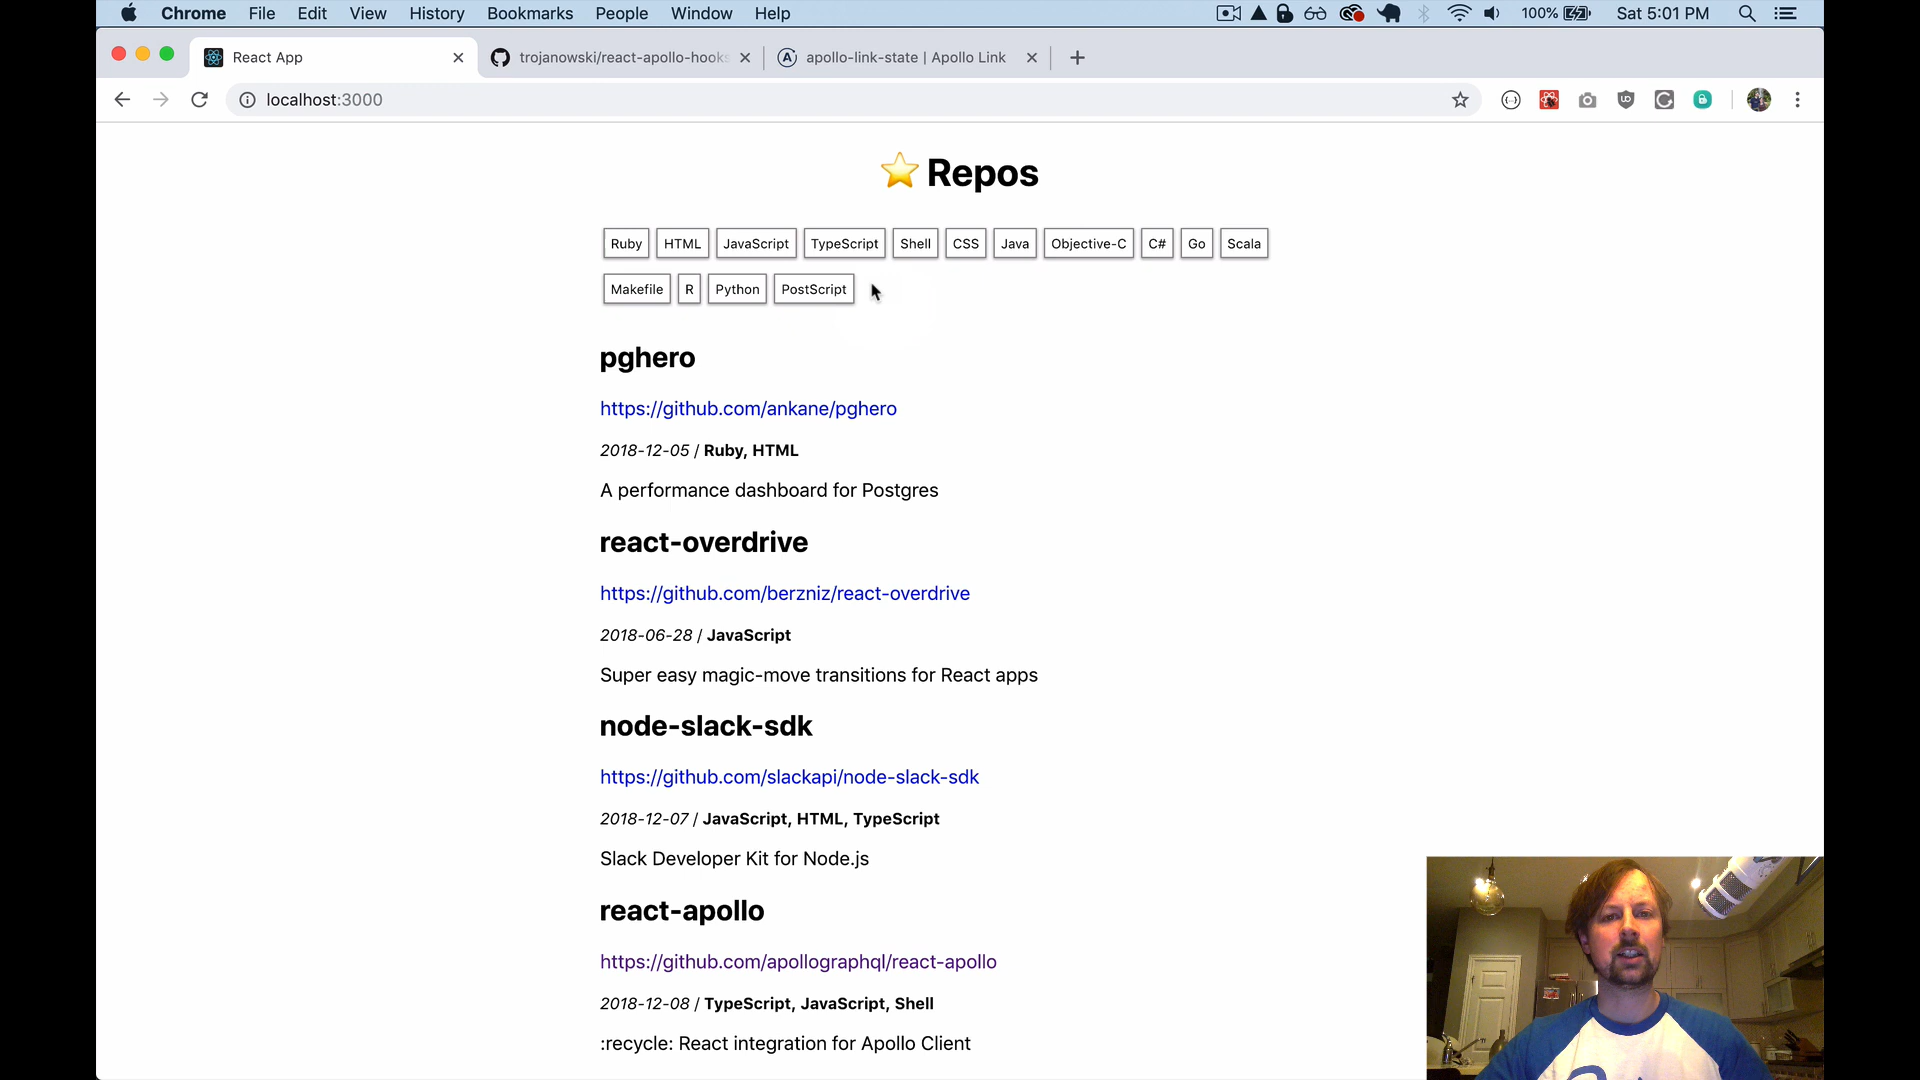 Chrome File Edit View History Bookmarks People Window Help 100% Sat 5:01 PM
React App trojanowski/react-apollo-hooks apollo-link-state | Apollo Link
localhost:3000
Repos
Ruby HTML JavaScript TypeScript Shell CSS Java Objective-C C# Go Scala
Makefile R Python PostScript
pghero
https://github.com/ankane/pghero
2018-12-05 / Ruby, HTML
A performance dashboard for Postgres
react-overdrive
https://github.com/berzniz/react-overdrive
2018-06-28 / JavaScript
Super easy magic-move transitions for React apps
node-slack-sdk
https://github.com/slackapi/node-slack-sdk
2018-12-07 / JavaScript, HTML, TypeScript
Slack Developer Kit for Node.js
react-apollo
https://github.com/apollographql/react-apollo
2018-12-08 / TypeScript, JavaScript, Shell
:recycle: React integration for Apollo Client